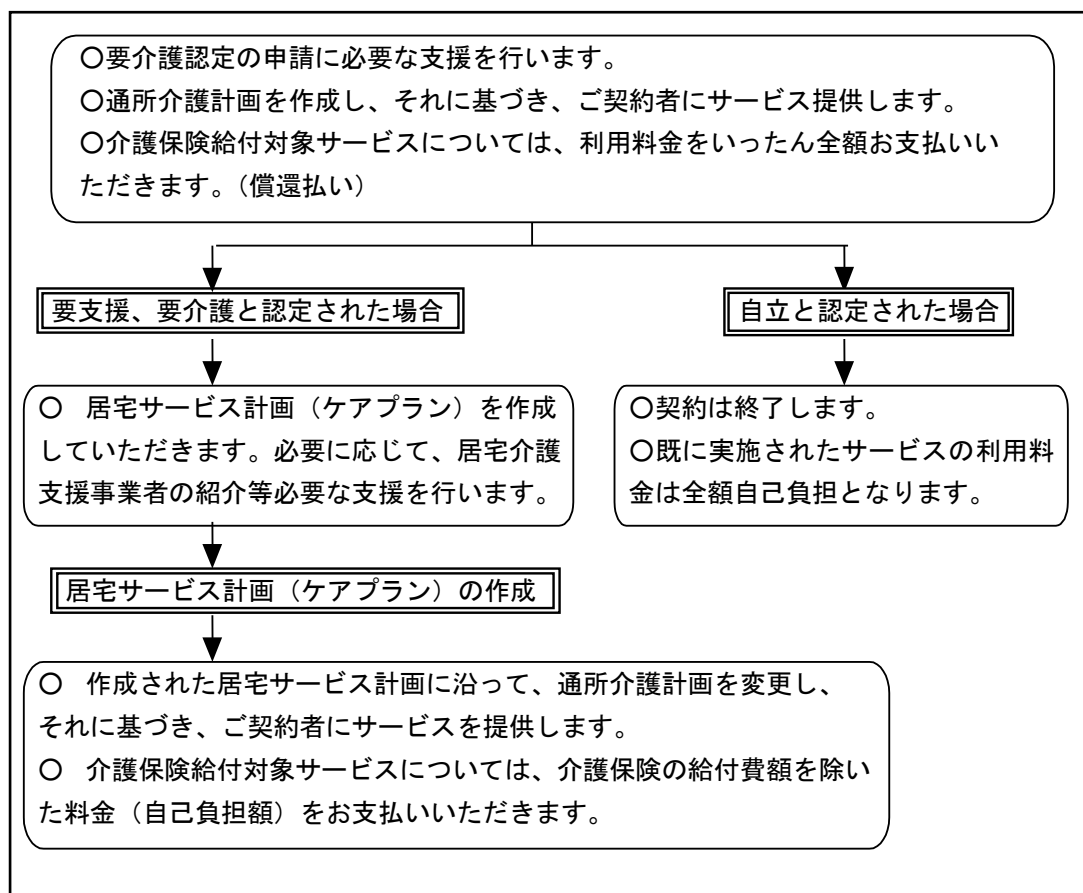 〇要介護認定の申請に必要な支援を行います。
〇通所介護計画を作成し、それに基づき、ご契約者にサービス提供します。
〇介護保険給付対象サービスについては、利用料金をいったん全額お支払いい
ただきます。（償還払い）
要支援、要介護と認定された場合
自立と認定された場合
〇　居宅サービス計画（ケアプラン）を作成
していただきます。必要に応じて、居宅介護
支援事業者の紹介等必要な支援を行います。
〇契約は終了します。
〇既に実施されたサービスの利用料
金は全額自己負担となります。
居宅サービス計画（ケアプラン）の作成
〇　作成された居宅サービス計画に沿って、通所介護計画を変更し、
それに基づき、ご契約者にサービスを提供します。
〇　介護保険給付対象サービスについては、介護保険の給付費額を除い
た料金（自己負担額）をお支払いいただきます。